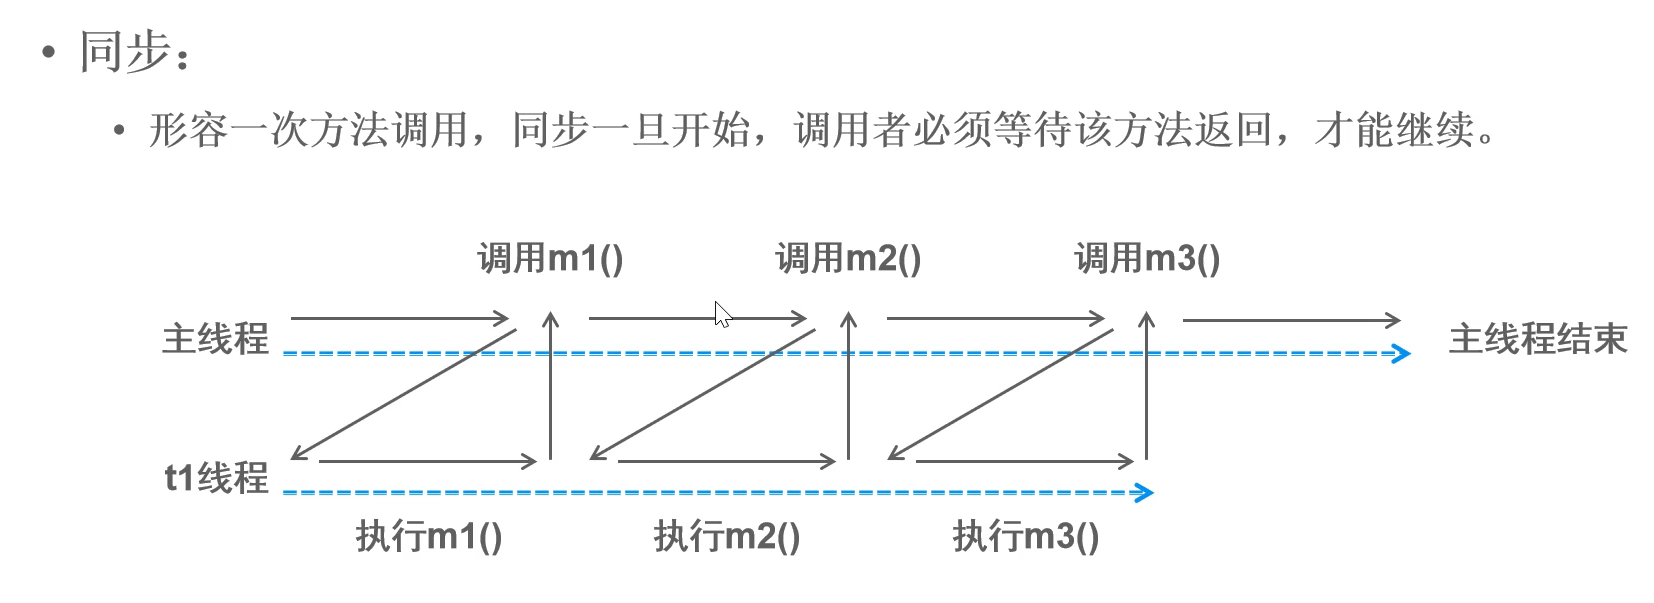 • 同步：
• 形容一次方法调用，同步一旦开始，调用者必须等待该方法返回，才能继续。
调用m1() 调用m2() 调用m3()
主线程 主线程结束
t1线程
执行m1() 执行m2() 执行m3()